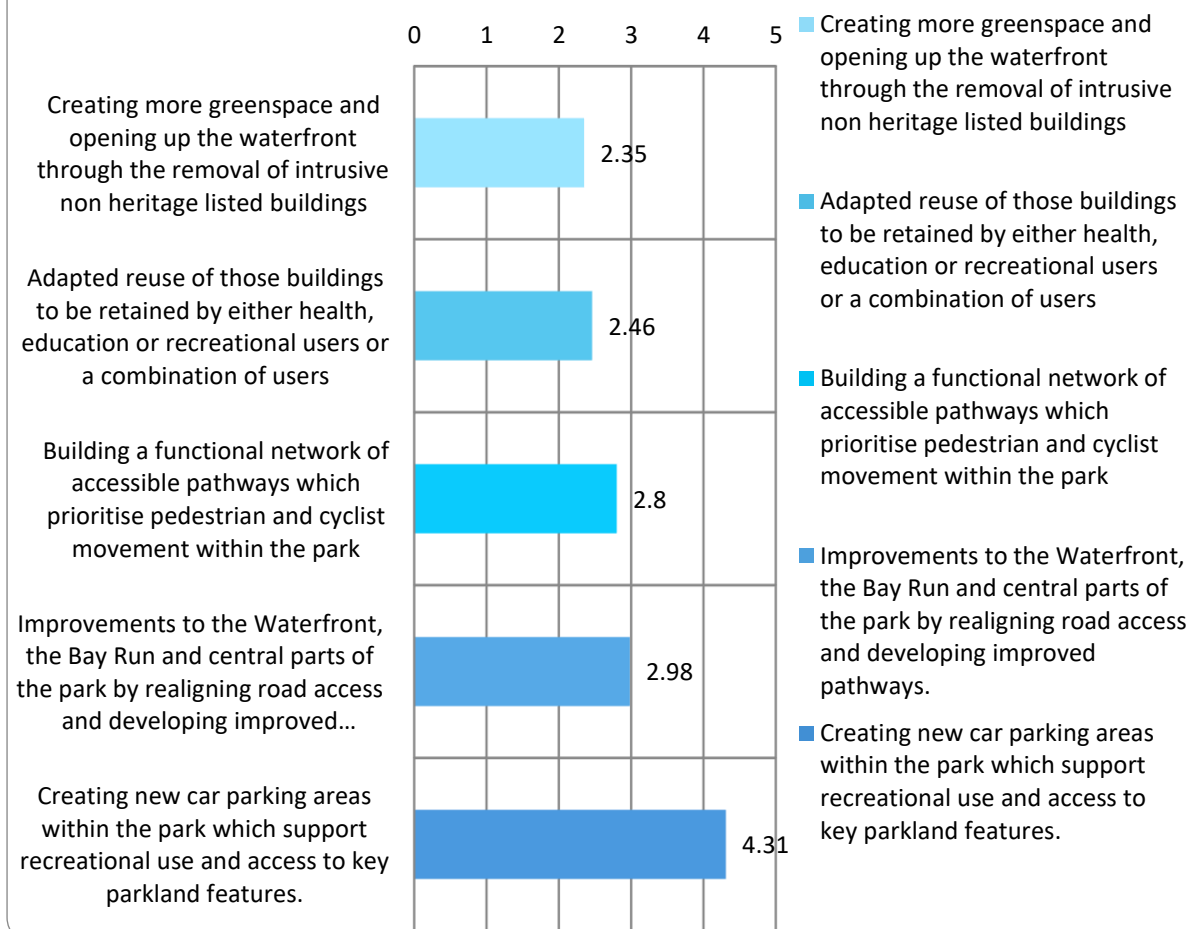 0 1 2 3 4 5
Creating more greenspace and
opening up the waterfront
through the removal of intrusive
non heritage listed buildings
2.35
Adapted reuse of those buildings
to be retained by either health,
education or recreational users or
a combination of users
2.46
Building a functional network of
accessible pathways which
prioritise pedestrian and cyclist
movement within the park
2.8
Improvements to the Waterfront,
the Bay Run and central parts of
the park by realigning road access
and developing improved…
2.98
Creating new car parking areas
within the park which support
recreational use and access to key
parkland features.
4.31
Creating more greenspace and
opening up the waterfront
through the removal of intrusive
non heritage listed buildings
Adapted reuse of those buildings
to be retained by either health,
education or recreational users
or a combination of users
Building a functional network of
accessible pathways which
prioritise pedestrian and cyclist
movement within the park
Improvements to the Waterfront,
the Bay Run and central parts of
the park by realigning road access
and developing improved
pathways.
Creating new car parking areas
within the park which support
recreational use and access to
key parkland features.